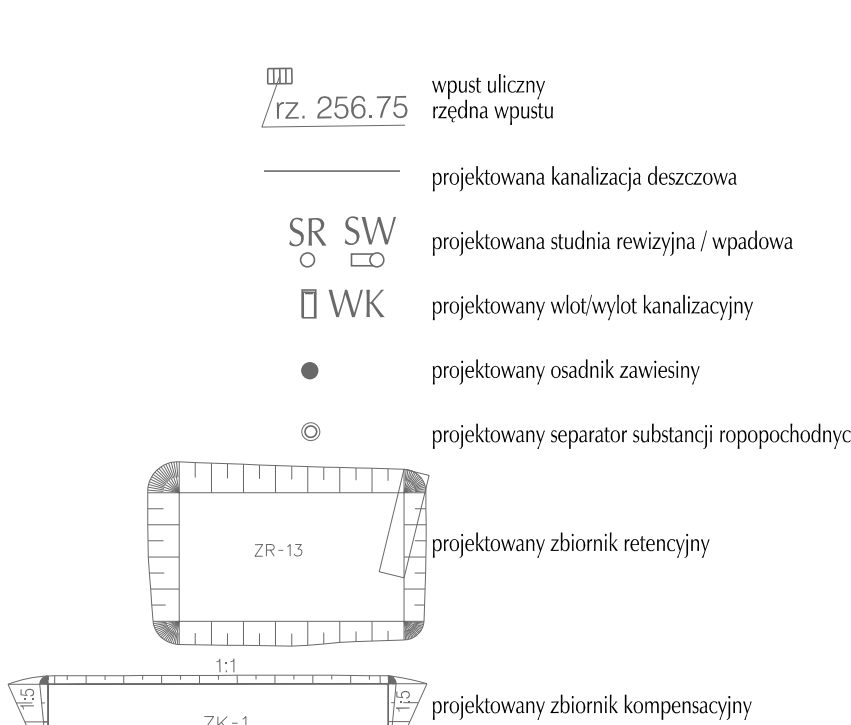 wpust uliczny
rz. 256.75 rzędna wpustu
projektowana kanalizacja deszczowa
SR SW projektowana studnia rewizyjna / wpadowa
WK projektowany wlot/wylot kanalizacyjny
projektowany osadnik zawiesiny
projektowany separator substancji ropopochodnyc
ZR-13 projektowany zbiornik retencyjny
1:1
1:5 1:5 projektowany zbiornik kompensacyjny
ZK-1